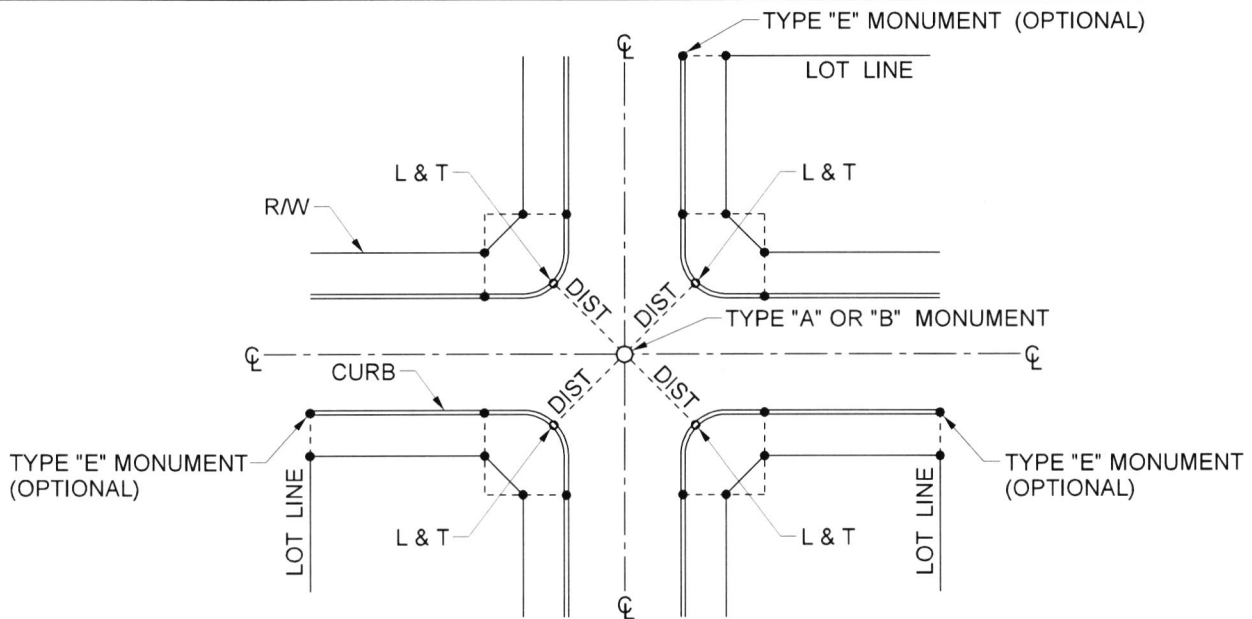 TYPE "E" MONUMENT (OPTIONAL)
℄
LOT LINE
L & T
L & T
R/W
DIST
DIST
TYPE "A" OR "B" MONUMENT
℄
℄
CURB
DIST
DIST
TYPE "E" MONUMENT
(OPTIONAL)
TYPE "E" MONUMENT
(OPTIONAL)
LOT LINE
LOT LINE
L & T
L & T
℄